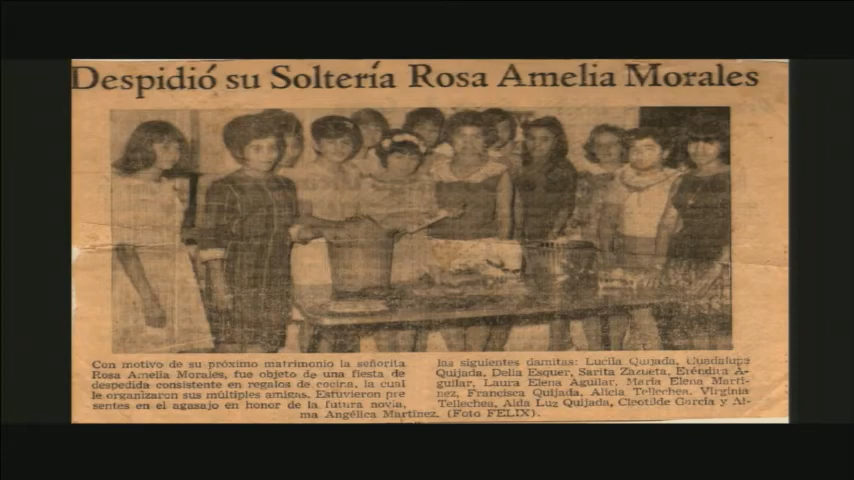 Despidió su Soltería Rosa Amelia Morales
Con motivo de su próximo matrimonio la señorita
Rosa Amelia Morales, fue objeto de una fiesta de
despedida consistente en regalos de cocina, la cual
le organizaron sus múltiples amigas. Estuvieron pre
sentes en el agasajo en honor de la futura novia,
las siguientes damitas: Lucila Quijada, Guadalupe
Quijada, Delia Esquer, Sarita Zazueta, Eréndira A-
guilar, Laura Elena Aguilar, María Elena Martí-
nez, Francisca Quijada, Alicia Tellechea, Virginia
Tellechea, Aida Luz Quijada, Cleotilde García y Al-
ma Angélica Martínez. (Foto FELIX).